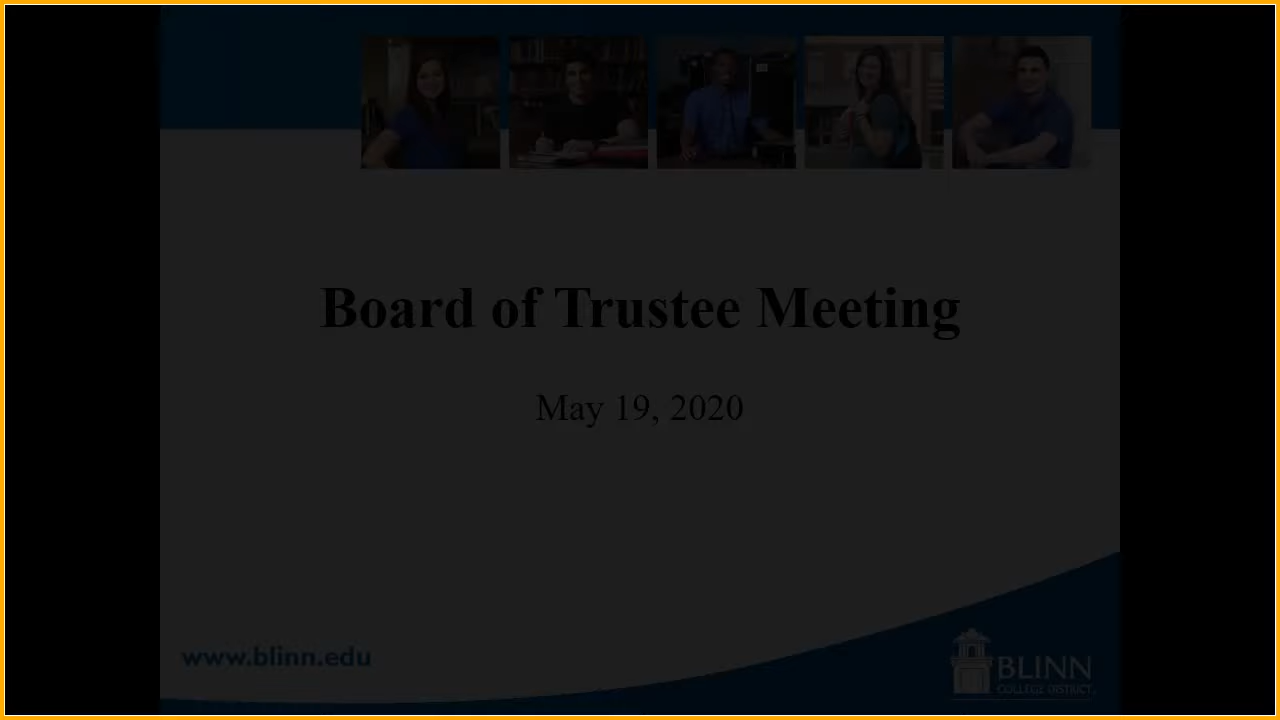 Board of Trustee Meeting
May 19, 2020
www.blinn.edu
BLINN
COLLEGE DISTRICT